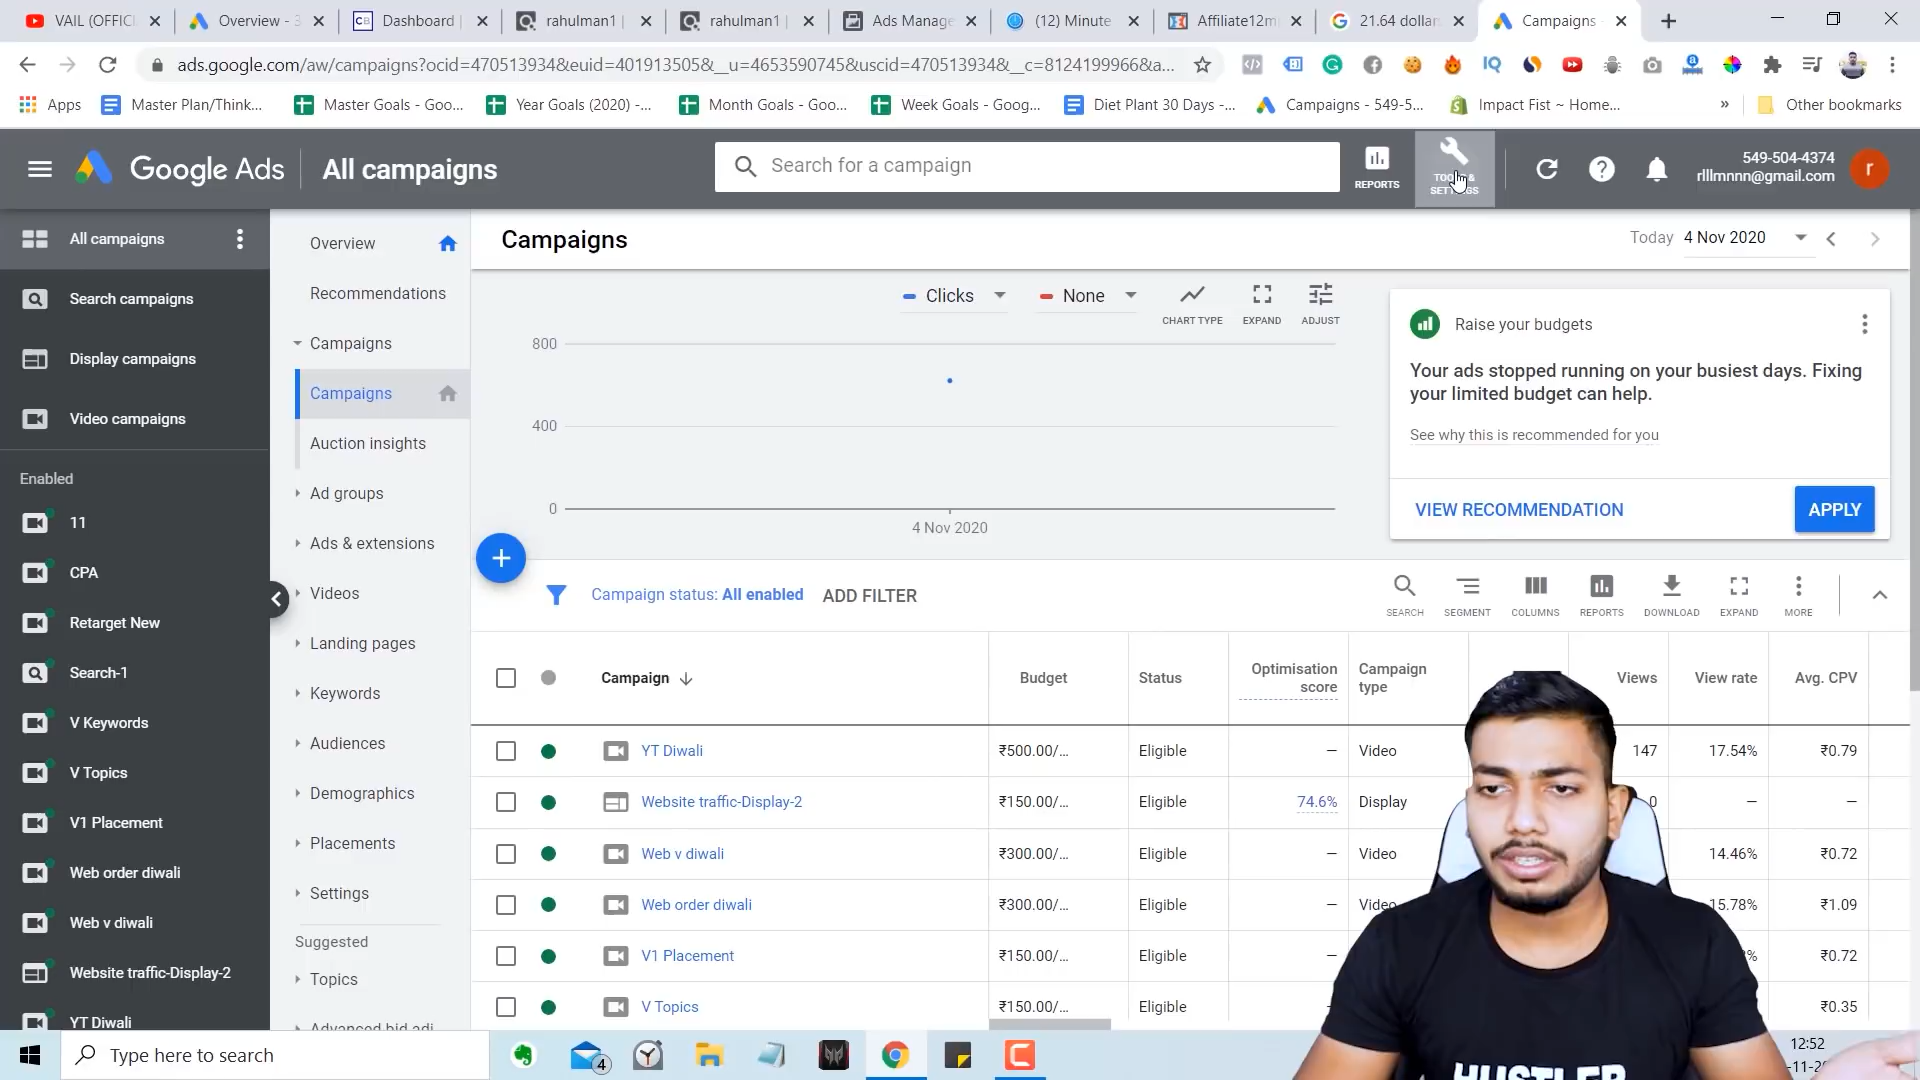 VAIL (OFFICI
Overview - 3
Dashboard |
rahulman1 |
rahulman1 |
Ads Manage
(12) Minute
Affiliate12m
21.64 dollar
Campaigns -
ads.google.com/aw/campaigns?ocid=470513934&euid=401913505&__u=4653590745&uscid=470513934&__c=8124199966&a...
Apps
Master Plan/Think...
Master Goals - Goo...
Year Goals (2020) -...
Month Goals - Goo...
Week Goals - Goog...
Diet Plant 30 Days -...
Campaigns - 549-5...
Impact Fist ~ Home...
»
Other bookmarks
Google Ads
All campaigns
Search for a campaign
REPORTS
TOOLS &
SETTINGS
549-504-4374
rlllmnnn@gmail.com
r
All campaigns
Search campaigns
Display campaigns
Video campaigns
Enabled
11
CPA
Retarget New
Search-1
V Keywords
V Topics
V1 Placement
Web order diwali
Web v diwali
Website traffic-Display-2
YT Diwali
Overview
Recommendations
Campaigns
Campaigns
Auction insights
Ad groups
Ads & extensions
Videos
Landing pages
Keywords
Audiences
Demographics
Placements
Settings
Suggested
Topics
Advanced bid adj
Campaigns
Today 4 Nov 2020
Clicks
None
CHART TYPE
EXPAND
ADJUST
800
400
0
4 Nov 2020
Raise your budgets
Your ads stopped running on your busiest days. Fixing
your limited budget can help.
See why this is recommended for you
VIEW RECOMMENDATION
APPLY
Campaign status: All enabled
ADD FILTER
SEARCH
SEGMENT
COLUMNS
REPORTS
DOWNLOAD
EXPAND
MORE
Campaign
Budget
Status
Optimisation
score
Campaign
type
Views
View rate
Avg. CPV
YT Diwali ₹500.00/... Eligible — Video 147 17.54% ₹0.79
Website traffic-Display-2 ₹150.00/... Eligible 74.6% Display 0 — —
Web v diwali ₹300.00/... Eligible — Video 14.46% ₹0.72
Web order diwali ₹300.00/... Eligible — Video 15.78% ₹1.09
V1 Placement ₹150.00/... Eligible — % ₹0.72
V Topics ₹150.00/... Eligible ₹0.35
Type here to search
4
12:52
-11-2
HUSTLER